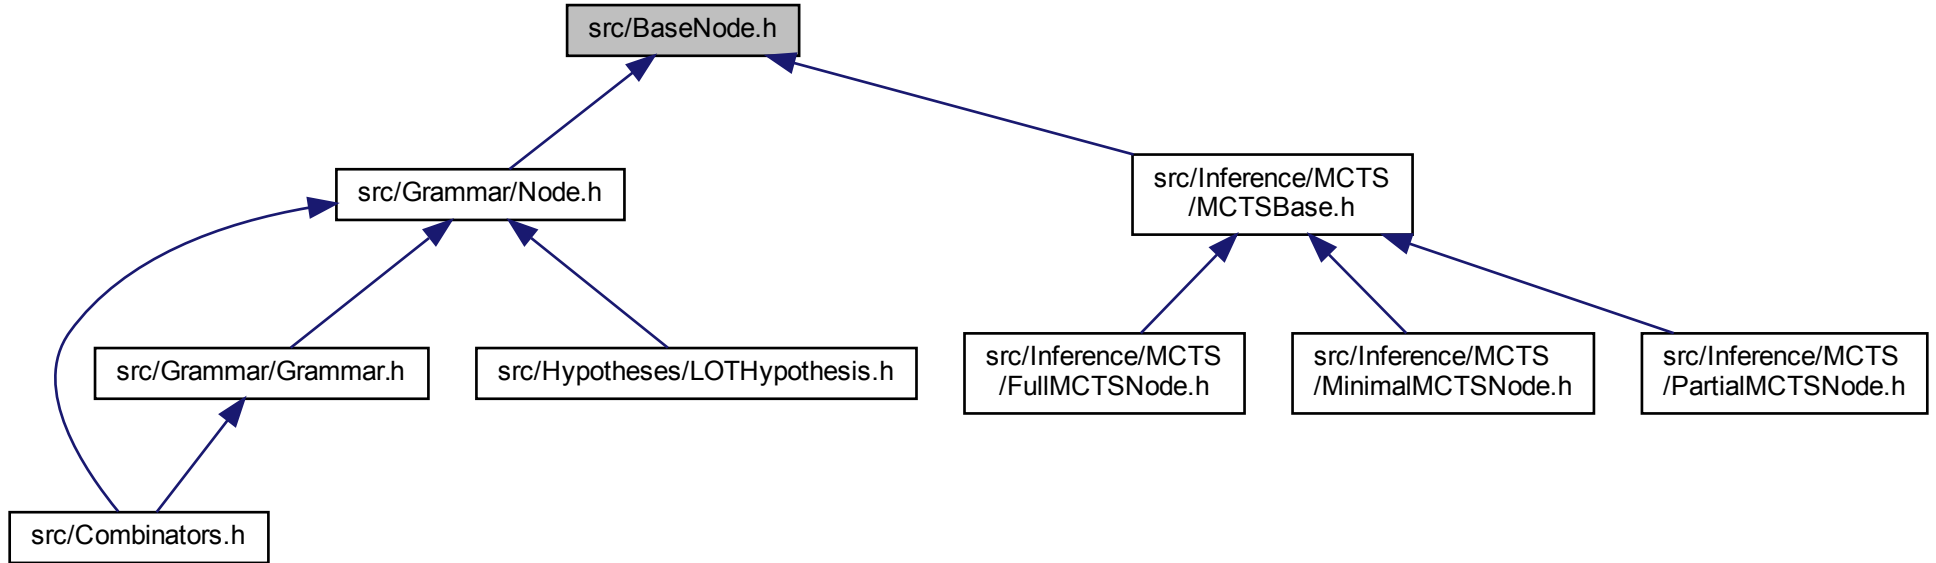 src/BaseNode.h
src/Grammar/Node.h
src/Inference/MCTS
/MCTSBase.h
src/Grammar/Grammar.h
src/Hypotheses/LOTHypothesis.h
src/Inference/MCTS
/FullMCTSNode.h
src/Inference/MCTS
/MinimalMCTSNode.h
src/Inference/MCTS
/PartialMCTSNode.h
src/Combinators.h